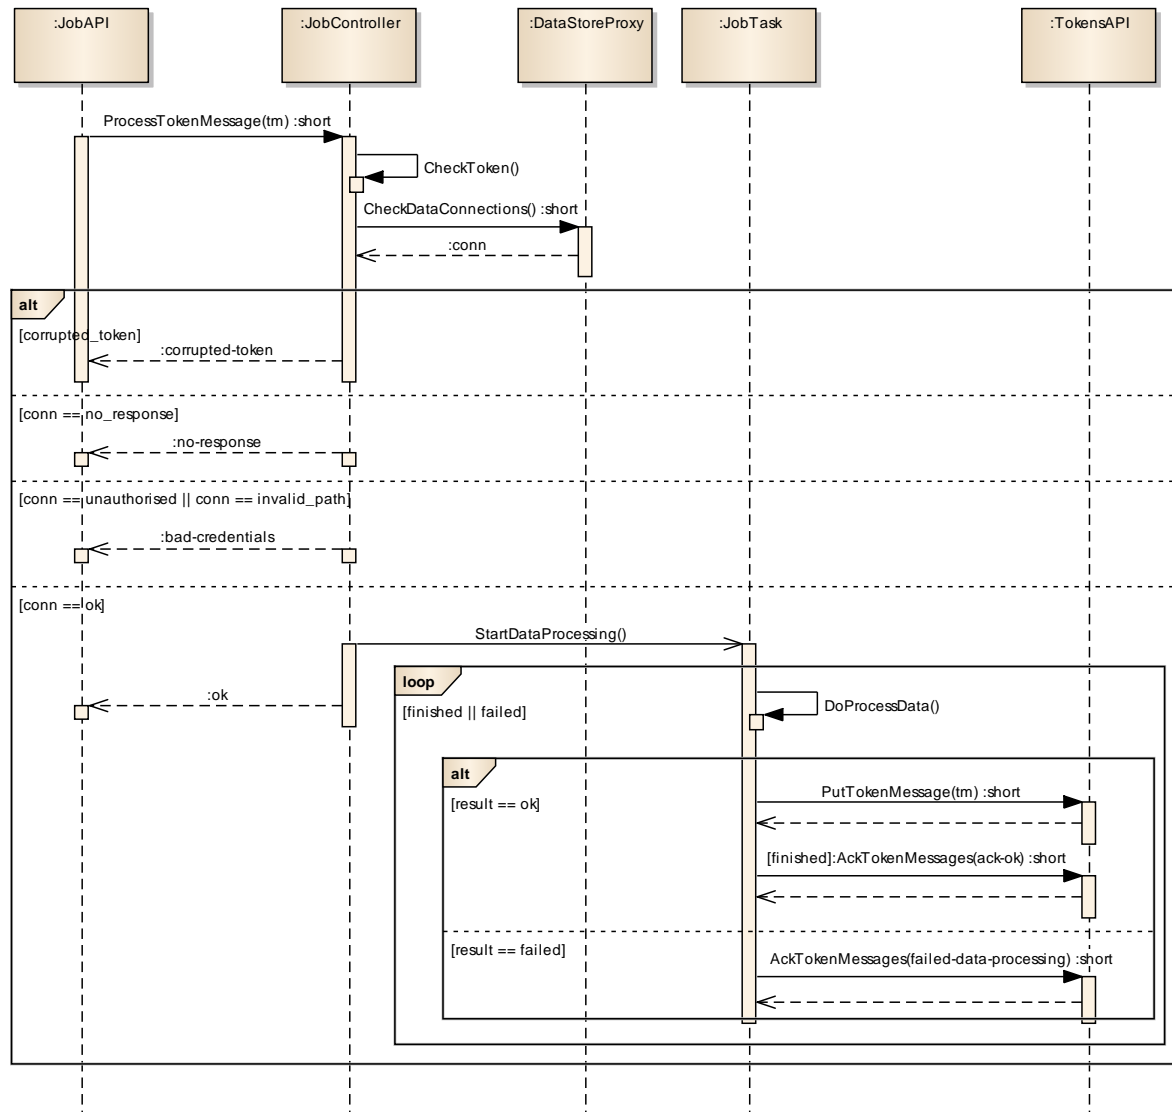 :JobAPI
:JobController
:DataStoreProxy
:JobTask
:TokensAPI
ProcessTokenMessage(tm) :short
CheckToken()
CheckDataConnections() :short
:conn
alt
[corrupted_token]
:corrupted-token
[conn == no_response]
:no-response
[conn == unauthorised || conn == invalid_path]
:bad-credentials
[conn == ok]
StartDataProcessing()
loop
:ok
[finished || failed]
DoProcessData()
alt
PutTokenMessage(tm) :short
[result == ok]
[finished]:AckTokenMessages(ack-ok) :short
[result == failed]
AckTokenMessages(failed-data-processing) :short